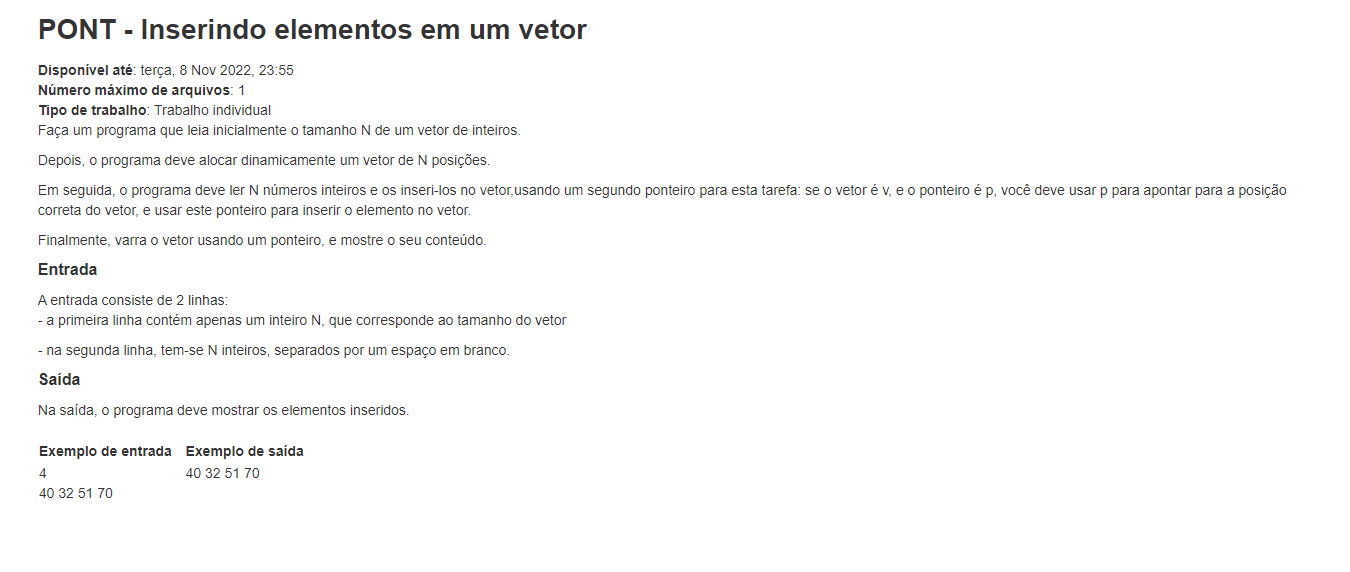 PONT - Inserindo elementos em um vetor
Disponível até: terça, 8 Nov 2022, 23:55
Número máximo de arquivos: 1
Tipo de trabalho: Trabalho individual
Faça um programa que leia inicialmente o tamanho N de um vetor de inteiros.
Depois, o programa deve alocar dinamicamente um vetor de N posições.
Em seguida, o programa deve ler N números inteiros e os inseri-los no vetor,usando um segundo ponteiro para esta tarefa: se o vetor é v, e o ponteiro é p, você deve usar p para apontar para a posição
correta do vetor, e usar este ponteiro para inserir o elemento no vetor.
Finalmente, varra o vetor usando um ponteiro, e mostre o seu conteúdo.
Entrada
A entrada consiste de 2 linhas:
- a primeira linha contém apenas um inteiro N, que corresponde ao tamanho do vetor
- na segunda linha, tem-se N inteiros, separados por um espaço em branco.
Saída
Na saída, o programa deve mostrar os elementos inseridos.
Exemplo de entrada Exemplo de saída
4 40 32 51 70
40 32 51 70